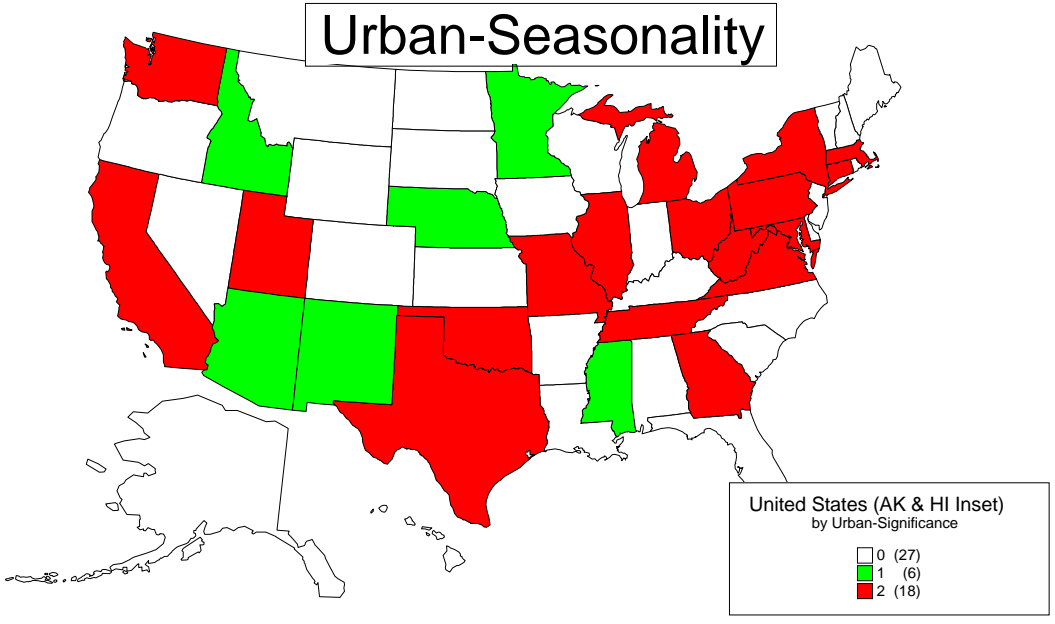 Urban-Seasonality
United States (AK & HI Inset)
by Urban-Significance
0 (27)
1 (6)
2 (18)